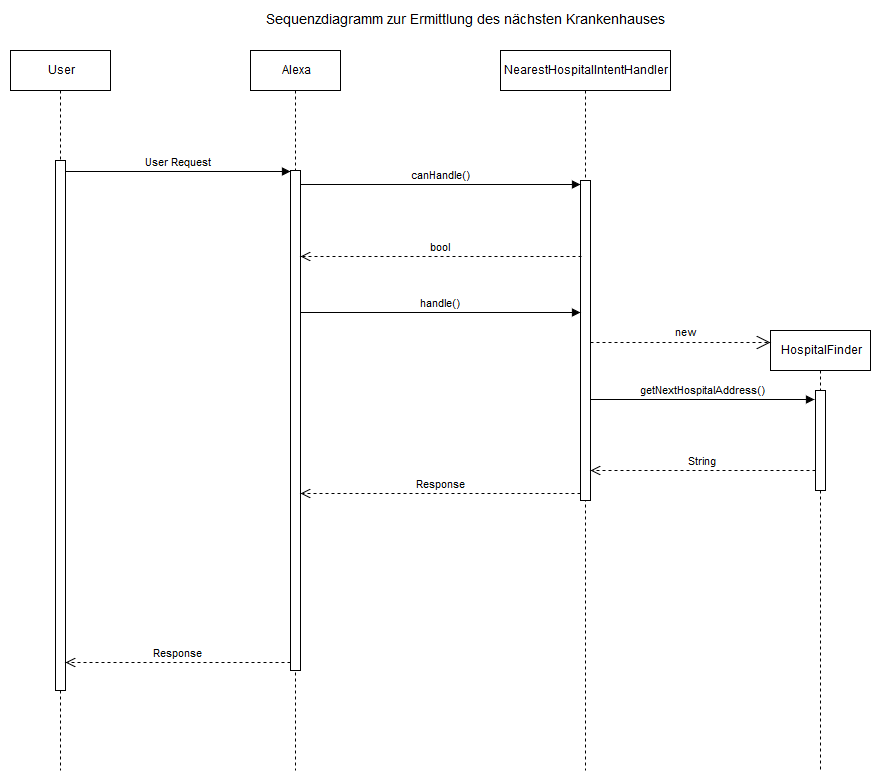 Sequenzdiagramm zur Ermittlung des nächsten Krankenhauses
User
Alexa
NearestHospitalIntentHandler
User Request
canHandle()
bool
handle()
new
HospitalFinder
getNextHospitalAddress()
String
Response
Response